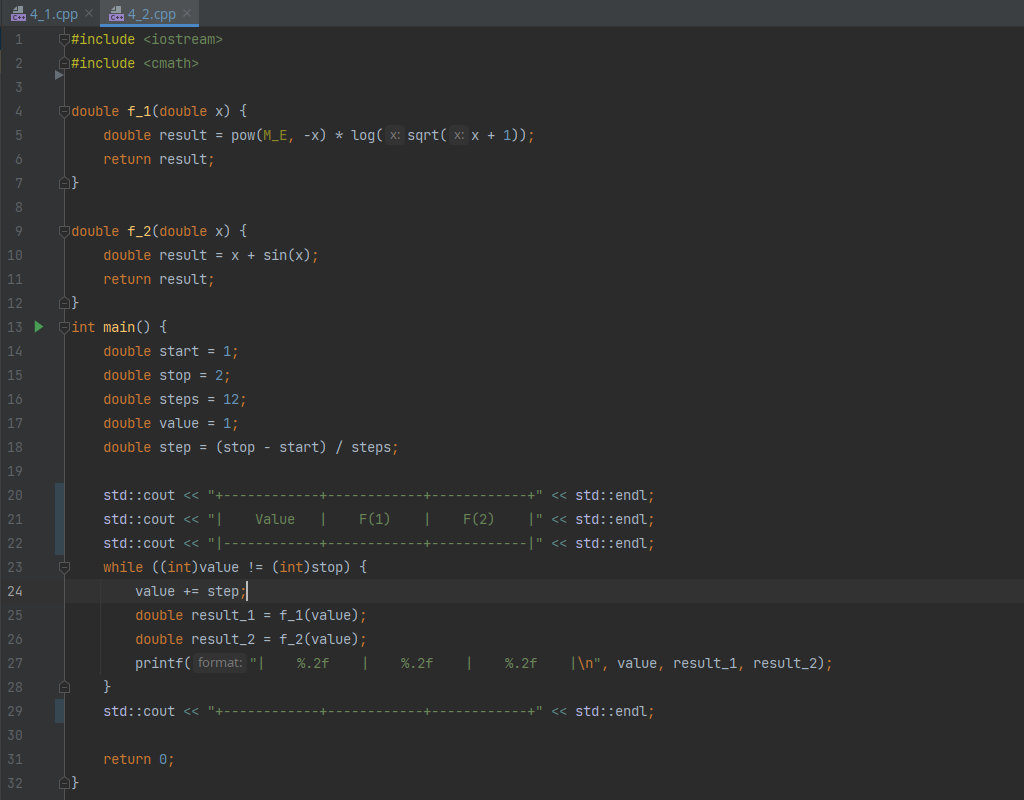 4_1.cpp 4_2.cpp
1 #include <iostream>
2 #include <cmath>
3
4 double f_1(double x) {
5     double result = pow(M_E, -x) * log( x: sqrt( x: x + 1));
6     return result;
7 }
8
9 double f_2(double x) {
10     double result = x + sin(x);
11     return result;
12 }
13 int main() {
14     double start = 1;
15     double stop = 2;
16     double steps = 12;
17     double value = 1;
18     double step = (stop - start) / steps;
19
20     std::cout << "+------------+------------+------------+" << std::endl;
21     std::cout << "|    Value   |    F(1)    |    F(2)    |" << std::endl;
22     std::cout << "|------------+------------+------------|" << std::endl;
23     while ((int)value != (int)stop) {
24         value += step;
25         double result_1 = f_1(value);
26         double result_2 = f_2(value);
27         printf( format: "|    %.2f    |    %.2f    |    %.2f    |\n", value, result_1, result_2);
28     }
29     std::cout << "+------------+------------+------------+" << std::endl;
30
31     return 0;
32 }